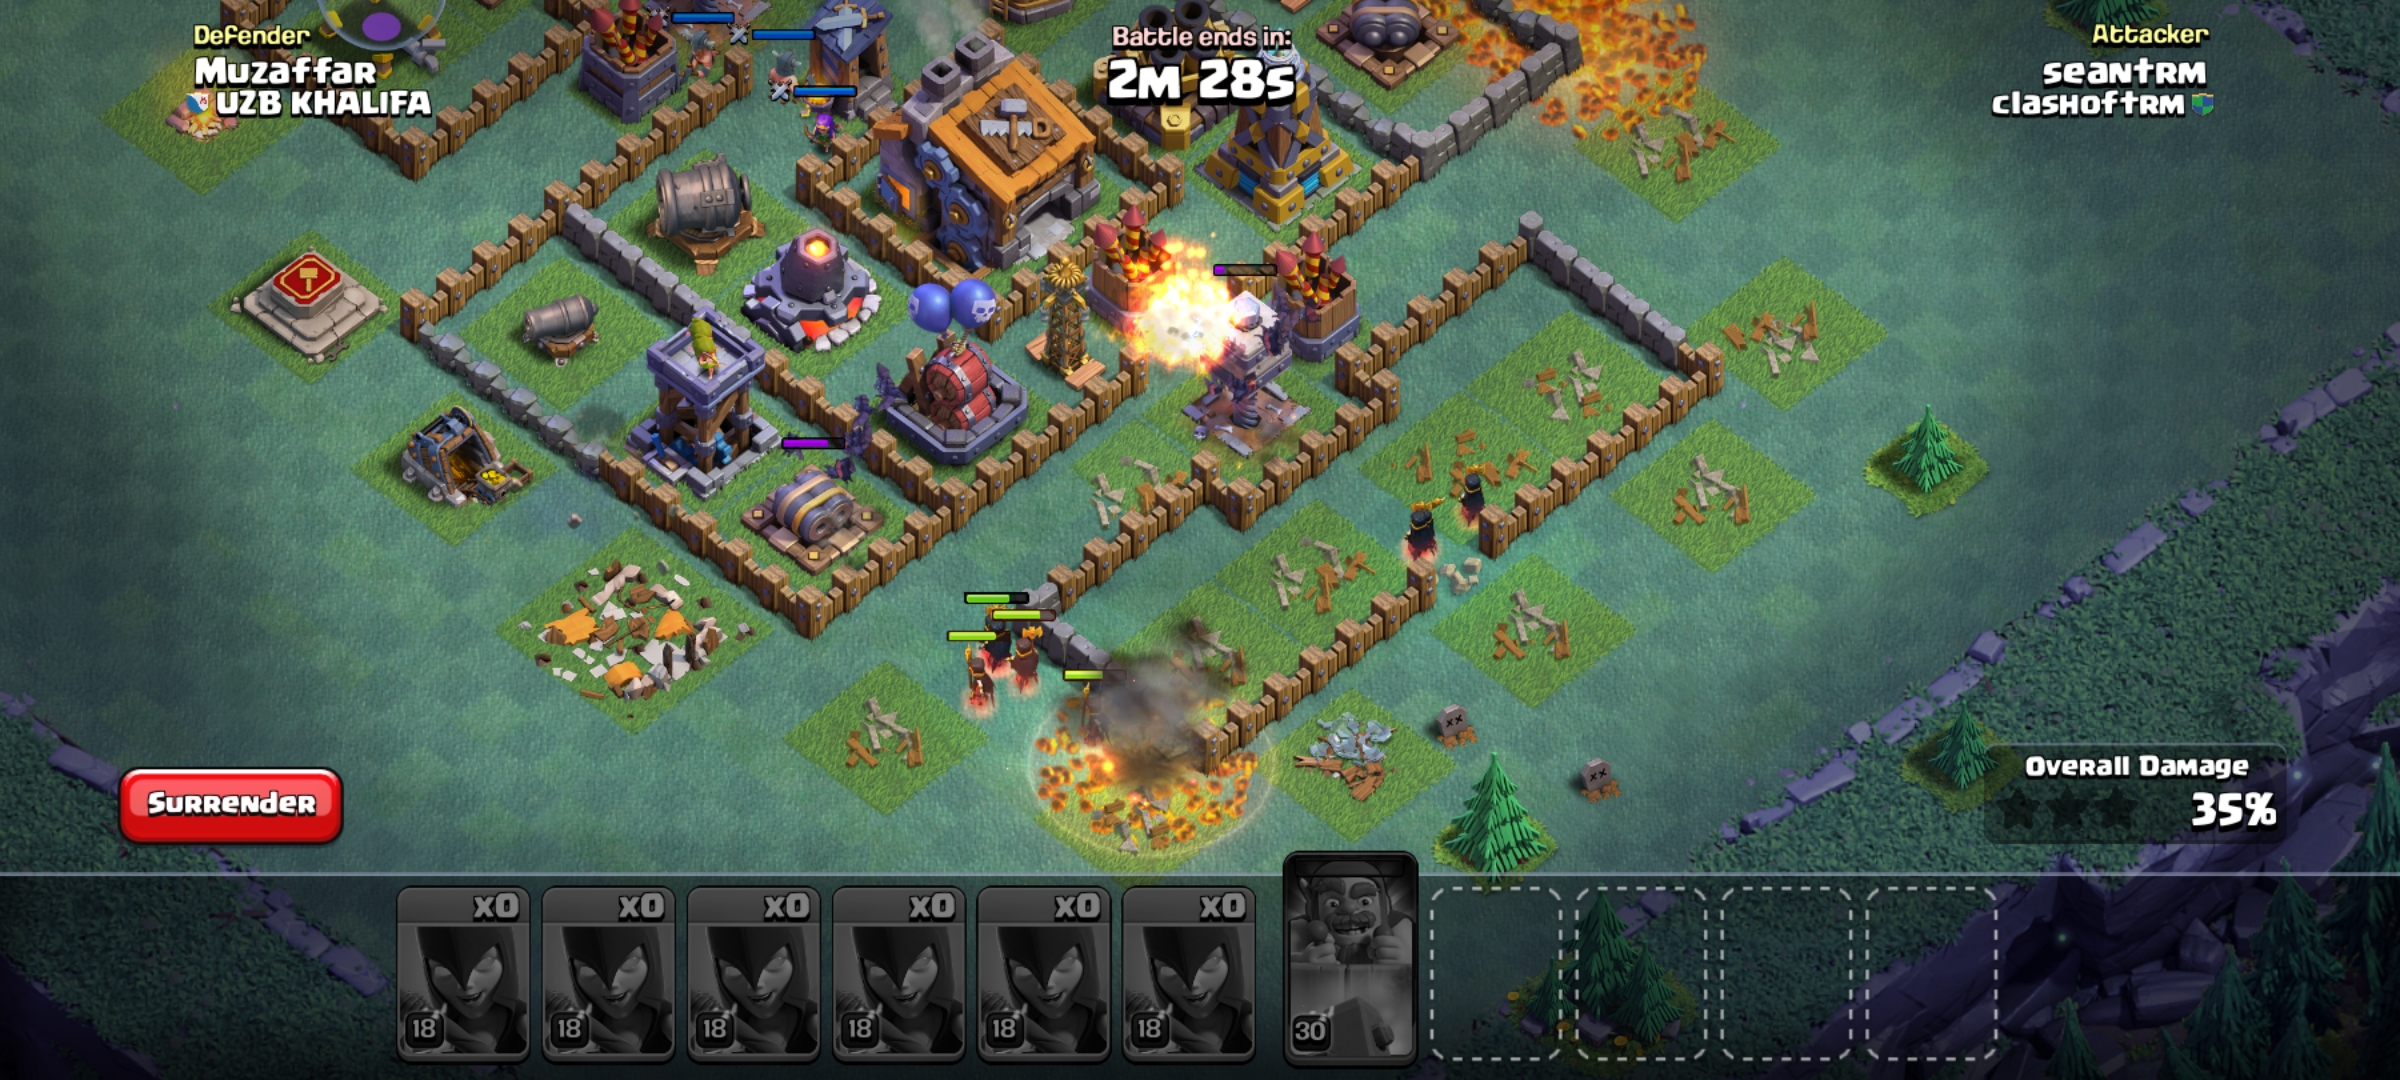 Defender
Muzaffar
UZB KHALIFA
Battle ends in:
2M 28S
Attacker
seantRM
clashoftRM
Surrender
Overall Damage
35%
x0
x0
x0
x0
x0
x0
18
18
18
18
18
18
30